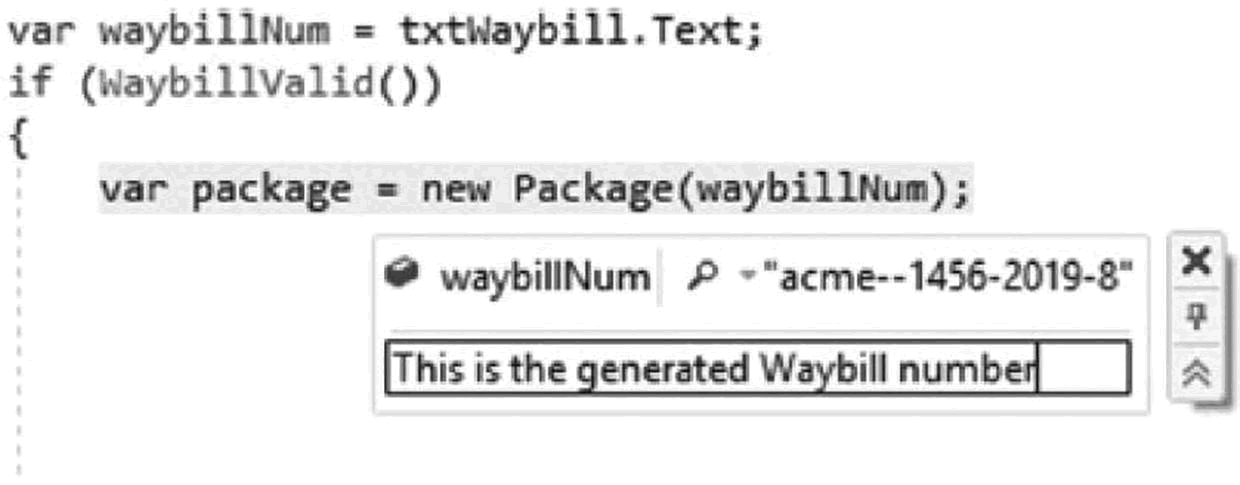 var waybillNum = txtWaybill.Text;
if (WaybillValid())
{
var package = new Package(waybillNum);
waybillNum "acme--1456-2019-8"
This is the generated Waybill number